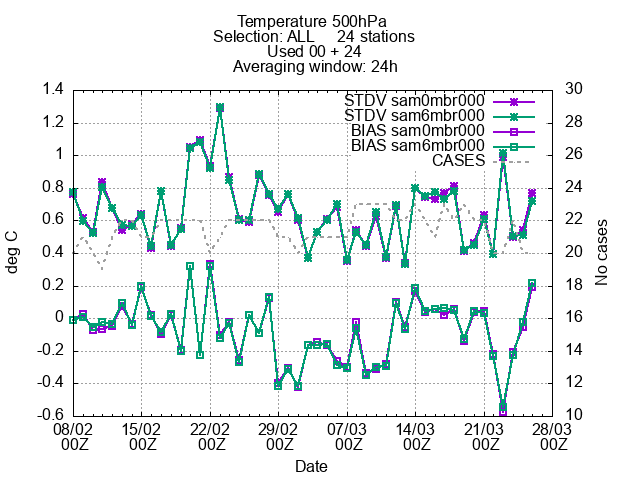 Temperature 500hPa
Selection: ALL 24 stations
Used 00 + 24
Averaging window: 24h
STDV sam0mbr000
STDV sam6mbr000
BIAS sam0mbr000
BIAS sam6mbr000
CASES
deg C
1.4
1.2
1
0.8
0.6
0.4
0.2
0
-0.2
-0.4
-0.6
No cases
30
28
26
24
22
20
18
16
14
12
10
08/02 15/02 22/02 29/02 07/03 14/03 21/03 28/03
00Z 00Z 00Z 00Z 00Z 00Z 00Z 00Z
Date